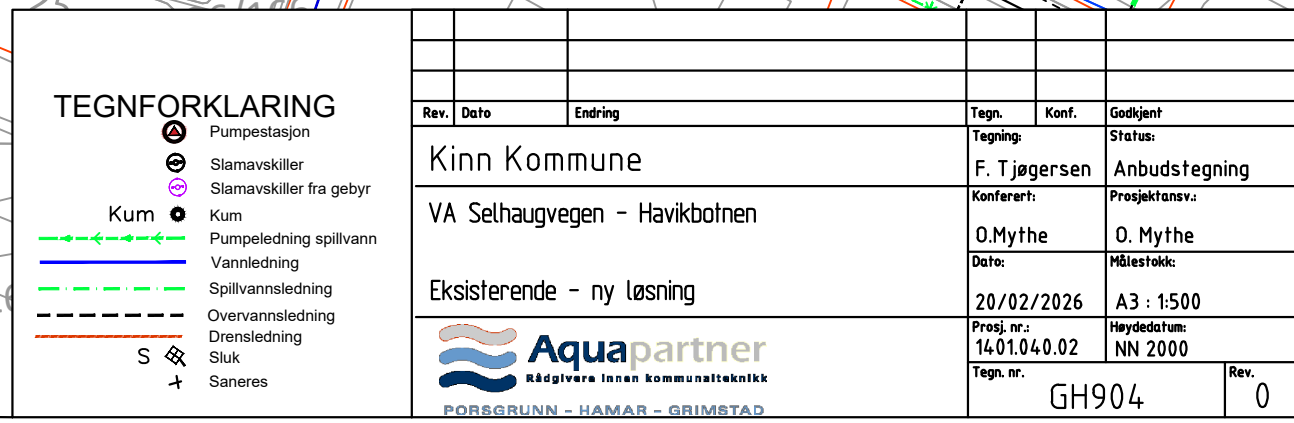 TEGNFORKLARING
Pumpestasjon
Slamavskiller
Slamavskiller fra gebyr
Kum Kum
Pumpeledning spillvann
Vannledning
Spillvannsledning
Overvannsledning
Drensledning
S Sluk
Saneres
Rev. Dato Endring Tegn. Konf. Godkjent
Kinn Kommune
VA Selhaugvegen - Havikbotnen
Eksisterende - ny løsning
Aquapartner
Rådgivere innen kommunalteknikk
PORSGRUNN - HAMAR - GRIMSTAD
Tegning: Status:
F. Tjøgersen Anbudstegning
Konferert: Prosjektansv.:
O.Mythe O. Mythe
Dato: Målestokk:
20/02/2026 A3 : 1:500
Prosj. nr.: Høydedatum:
1401.040.02 NN 2000
Tegn. nr. Rev.
GH904 0